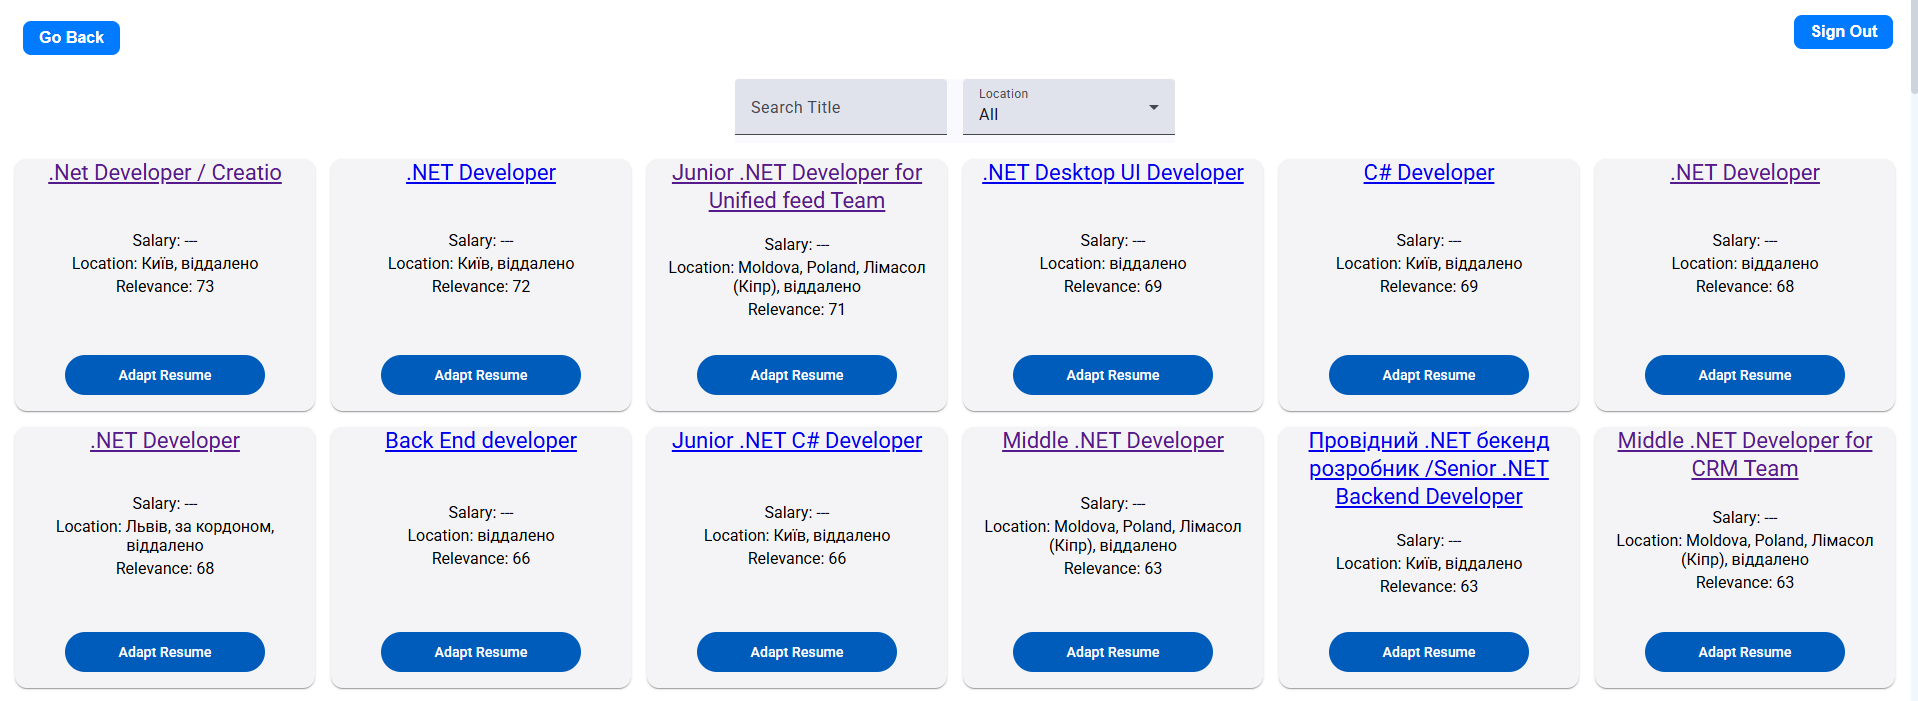 Go Back
Sign Out
Search Title
Location
All
.Net Developer / Creatio
Salary: ---
Location: Київ, віддалено
Relevance: 73
Adapt Resume
.NET Developer
Salary: ---
Location: Київ, віддалено
Relevance: 72
Adapt Resume
Junior .NET Developer for
Unified feed Team
Salary: ---
Location: Moldova, Poland, Лімасол
(Кіпр), віддалено
Relevance: 71
Adapt Resume
.NET Desktop UI Developer
Salary: ---
Location: віддалено
Relevance: 69
Adapt Resume
C# Developer
Salary: ---
Location: Київ, віддалено
Relevance: 69
Adapt Resume
.NET Developer
Salary: ---
Location: віддалено
Relevance: 68
Adapt Resume
.NET Developer
Salary: ---
Location: Львів, за кордоном,
віддалено
Relevance: 68
Adapt Resume
Back End developer
Salary: ---
Location: віддалено
Relevance: 66
Adapt Resume
Junior .NET C# Developer
Salary: ---
Location: Київ, віддалено
Relevance: 66
Adapt Resume
Middle .NET Developer
Salary: ---
Location: Moldova, Poland, Лімасол
(Кіпр), віддалено
Relevance: 63
Adapt Resume
Провідний .NET бекенд
розробник /Senior .NET
Backend Developer
Salary: ---
Location: Київ, віддалено
Relevance: 63
Adapt Resume
Middle .NET Developer for
CRM Team
Salary: ---
Location: Moldova, Poland, Лімасол
(Кіпр), віддалено
Relevance: 63
Adapt Resume